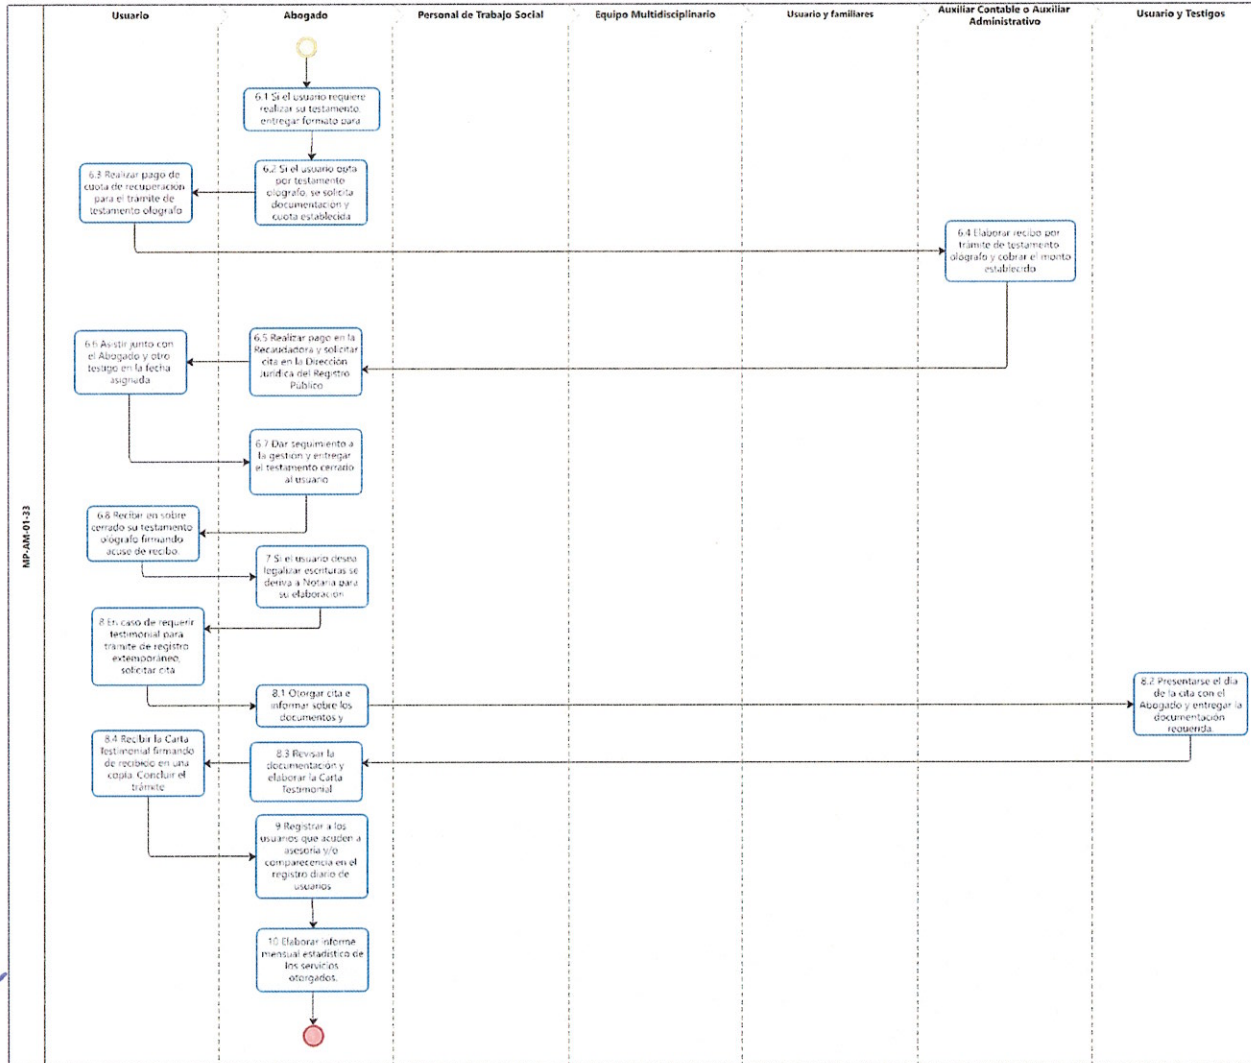 Usuario
Abogado
Personal de Trabajo Social
Equipo Multidisciplinario
Usuario y familiares
Auxiliar Contable o Auxiliar
Administrativo
Usuario y Testigos
MP-AM-01-33
6.1 Si el usuario requiere
realizar su testamento,
entregar formato para
6.2 Si el usuario opta
por testamento
ológrafo, se solicita
documentación y
cuota establecida
6.3 Realizar pago de
cuota de recuperación
para el trámite de
testamento ológrafo
6.4 Elaborar recibo por
trámite de testamento
ológrafo y cobrar el monto
establecido
6.5 Realizar pago en la
Recaudadora y solicitar
cita en la Dirección
Jurídica del Registro
Público
6.6 Asistir junto con
el Abogado y otro
testigo en la fecha
asignada
6.7 Dar seguimiento a
la gestión y entregar
el testamento cerrado
al usuario
6.8 Recibir en sobre
cerrado su testamento
ológrafo firmando
acuse de recibo.
7 Si el usuario desea
legalizar escrituras se
deriva a Notaría para
su elaboración
8 En caso de requerir
testimonial para
trámite de registro
extemporáneo,
solicitar cita
8.1 Otorgar cita e
informar sobre los
documentos y
8.2 Presentarse el día
de la cita con el
Abogado y entregar la
documentación
requerida.
8.3 Revisar la
documentación y
elaborar la Carta
Testimonial
8.4 Recibir la Carta
Testimonial firmando
de recibido en una
copia. Concluir el
trámite
9 Registrar a los
usuarios que acuden a
asesoría y/o
comparecencia en el
registro diario de
usuarios
10 Elaborar informe
mensual estadístico de
los servicios
otorgados.